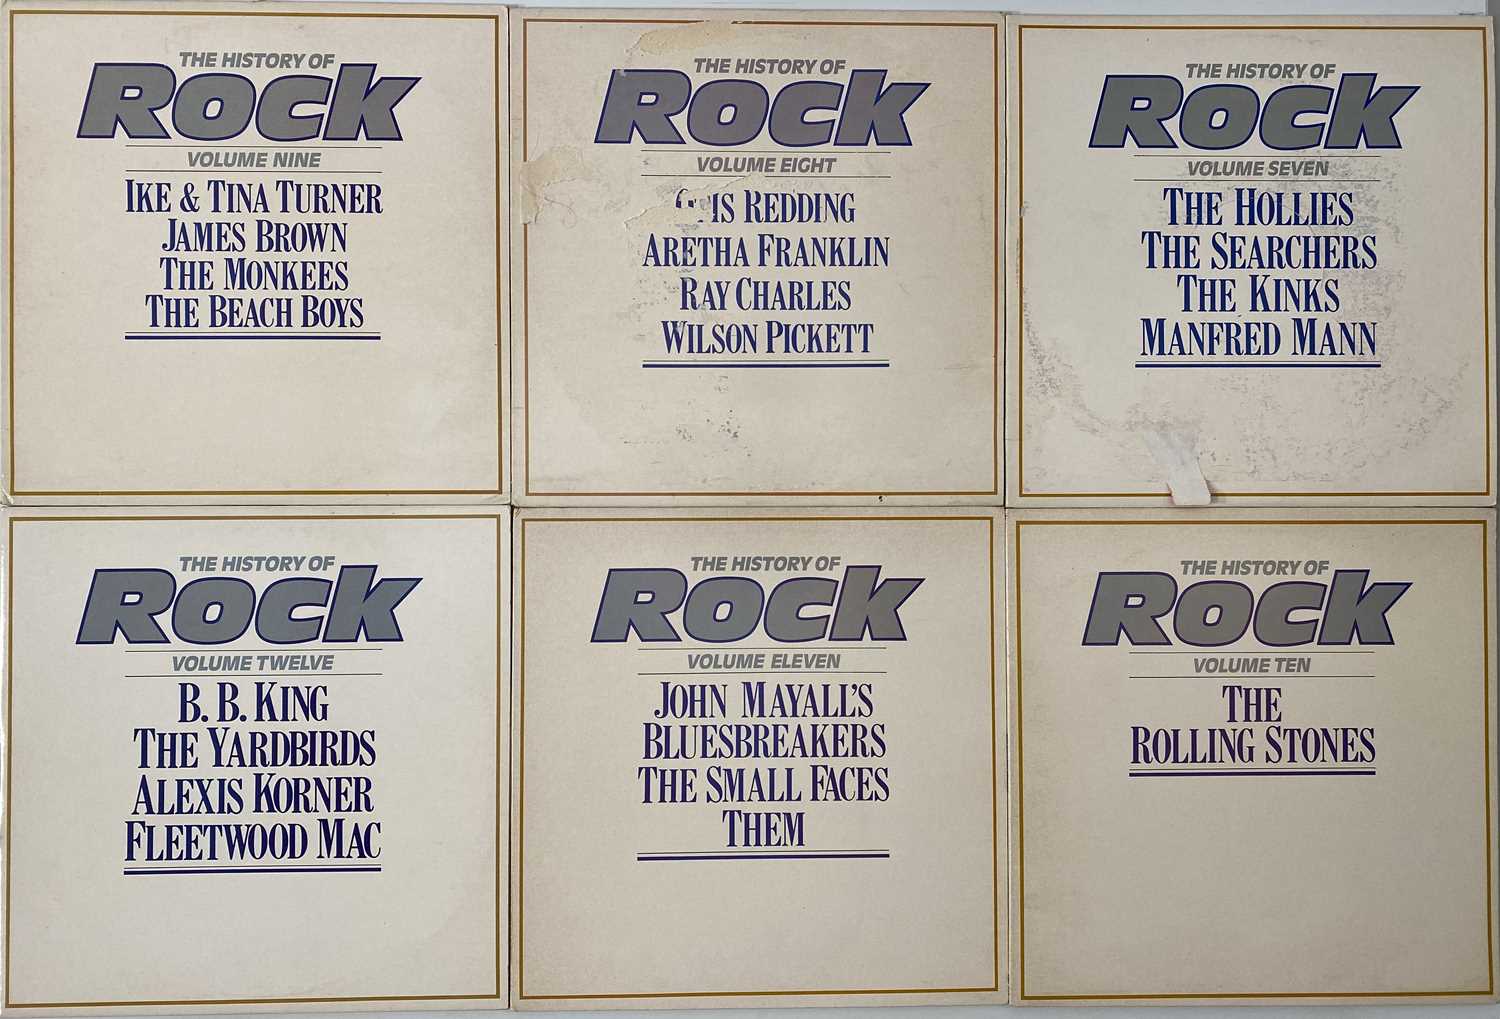 THE HISTORY OF
ROCK
VOLUME NINE
IKE & TINA TURNER
JAMES BROWN
THE MONKEES
THE BEACH BOYS
THE HISTORY OF
ROCK
VOLUME EIGHT
REDDING
ARETHA FRANKLIN
RAY CHARLES
WILSON PICKETT
THE HISTORY OF
ROCK
VOLUME SEVEN
THE HOLLIES
THE SEARCHERS
THE KINKS
MANFRED MANN
THE HISTORY OF
ROCK
VOLUME TWELVE
B. B. KING
THE YARDBIRDS
ALEXIS KORNER
FLEETWOOD MAC
THE HISTORY OF
ROCK
VOLUME ELEVEN
JOHN MAYALL'S
BLUESBREAKERS
THE SMALL FACES
THEM
THE HISTORY OF
ROCK
VOLUME TEN
THE
ROLLING STONES